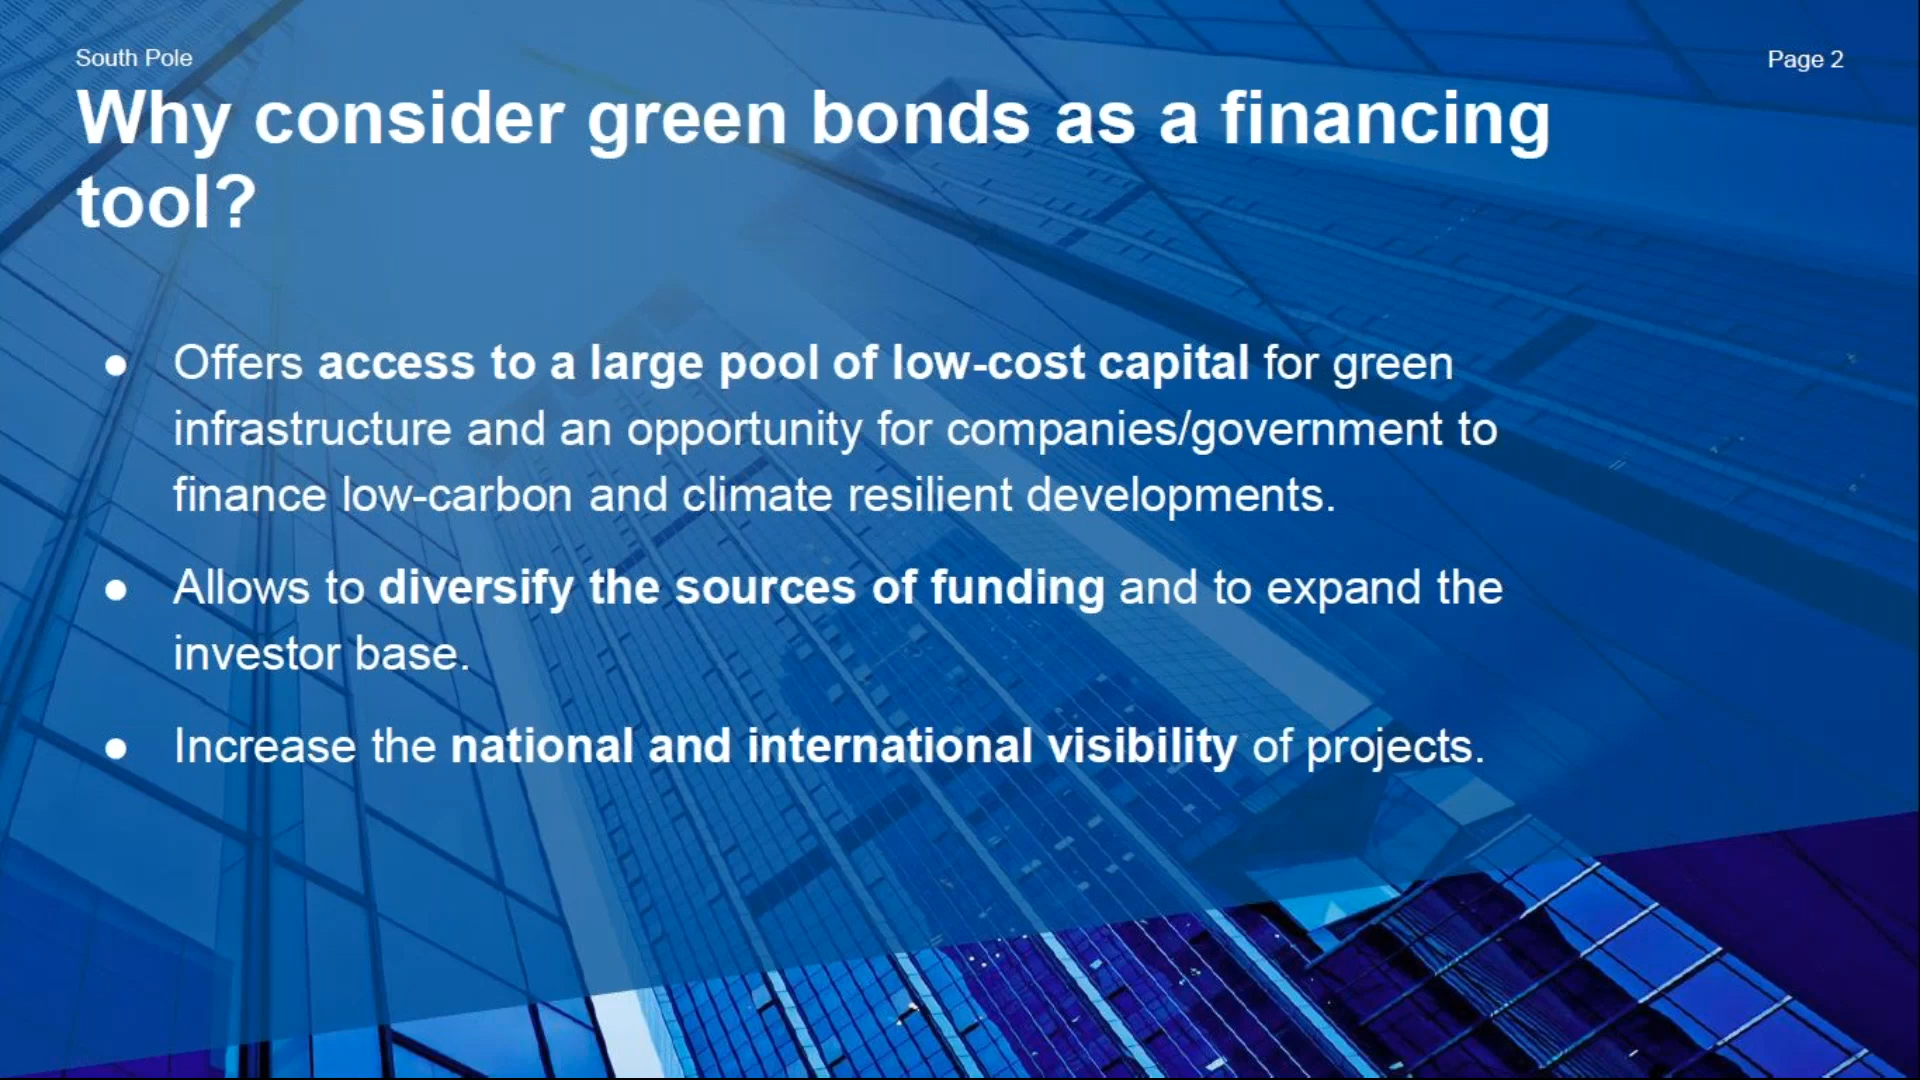 South Pole
Page 2
Why consider green bonds as a financing
tool?
● Offers access to a large pool of low-cost capital for green
infrastructure and an opportunity for companies/government to
finance low-carbon and climate resilient developments.
● Allows to diversify the sources of funding and to expand the
investor base.
● Increase the national and international visibility of projects.